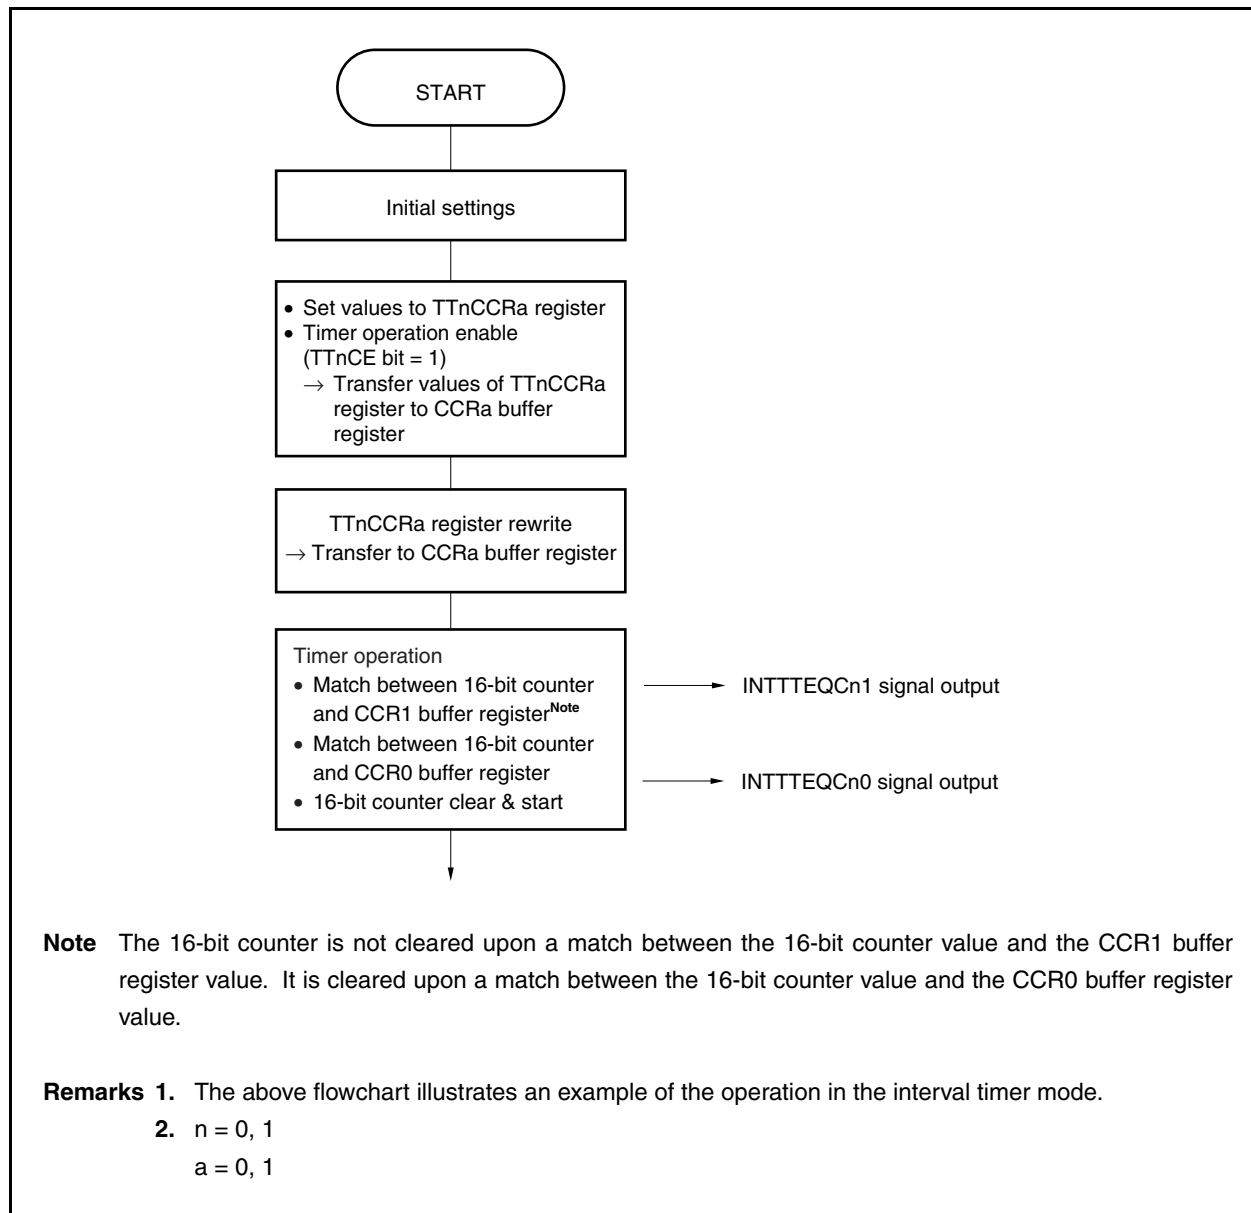 START
Initial settings
• Set values to TTnCCRa register
• Timer operation enable
(TTnCE bit = 1)
→ Transfer values of TTnCCRa
register to CCRa buffer
register
TTnCCRa register rewrite
→ Transfer to CCRa buffer register
Timer operation
• Match between 16-bit counter
and CCR1 buffer registerNote
• Match between 16-bit counter
and CCR0 buffer register
• 16-bit counter clear & start
INTTTEQCn1 signal output
INTTTEQCn0 signal output
Note The 16-bit counter is not cleared upon a match between the 16-bit counter value and the CCR1 buffer
register value. It is cleared upon a match between the 16-bit counter value and the CCR0 buffer register
value.
Remarks 1. The above flowchart illustrates an example of the operation in the interval timer mode.
2. n = 0, 1
a = 0, 1